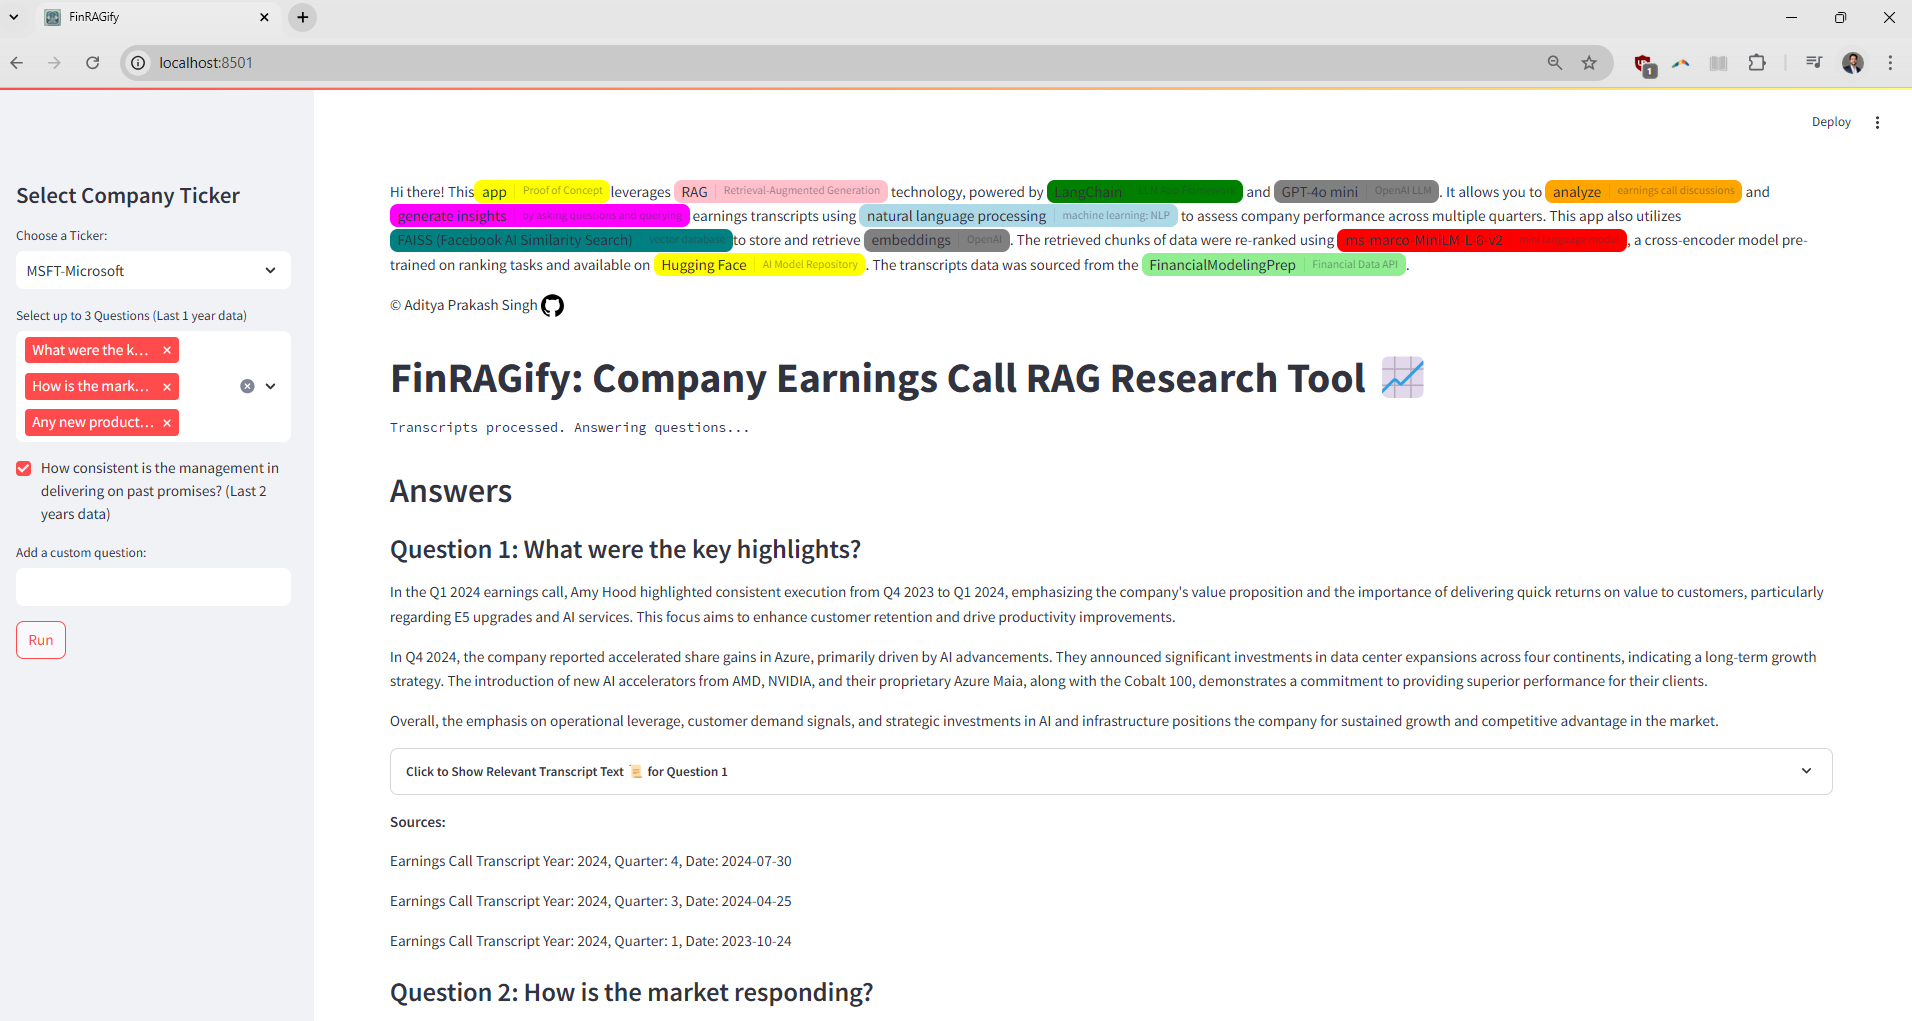 FinRAGify
localhost:8501
1
Deploy
Select Company Ticker
Choose a Ticker:
MSFT-Microsoft
Select up to 3 Questions (Last 1 year data)
What were the k...
How is the mark...
Any new product...
How consistent is the management in
delivering on past promises? (Last 2
years data)
Add a custom question:
Run
Hi there! This app Proof of Concept leverages RAG Retrieval-Augmented Generation technology, powered by LangChain LLM App Framework and GPT-4o mini OpenAI LLM. It allows you to analyze earnings call discussions and
generate insights by asking questions and querying earnings transcripts using natural language processing machine learning: NLP to assess company performance across multiple quarters. This app also utilizes
FAISS (Facebook AI Similarity Search) vector database to store and retrieve embeddings OpenAI. The retrieved chunks of data were re-ranked using ms-marco-MiniLM-L-6-v2, a cross-encoder model pre-
trained on ranking tasks and available on Hugging Face AI Model Repository. The transcripts data was sourced from the FinancialModelingPrep Financial Data API.
© Aditya Prakash Singh
FinRAGify: Company Earnings Call RAG Research Tool
Transcripts processed. Answering questions...
Answers
Question 1: What were the key highlights?
In the Q1 2024 earnings call, Amy Hood highlighted consistent execution from Q4 2023 to Q1 2024, emphasizing the company's value proposition and the importance of delivering quick returns on value to customers, particularly
regarding E5 upgrades and AI services. This focus aims to enhance customer retention and drive productivity improvements.
In Q4 2024, the company reported accelerated share gains in Azure, primarily driven by AI advancements. They announced significant investments in data center expansions across four continents, indicating a long-term growth
strategy. The introduction of new AI accelerators from AMD, NVIDIA, and their proprietary Azure Maia, along with the Cobalt 100, demonstrates a commitment to providing superior performance for their clients.
Overall, the emphasis on operational leverage, customer demand signals, and strategic investments in AI and infrastructure positions the company for sustained growth and competitive advantage in the market.
Click to Show Relevant Transcript Text for Question 1
Sources:
Earnings Call Transcript Year: 2024, Quarter: 4, Date: 2024-07-30
Earnings Call Transcript Year: 2024, Quarter: 3, Date: 2024-04-25
Earnings Call Transcript Year: 2024, Quarter: 1, Date: 2023-10-24
Question 2: How is the market responding?